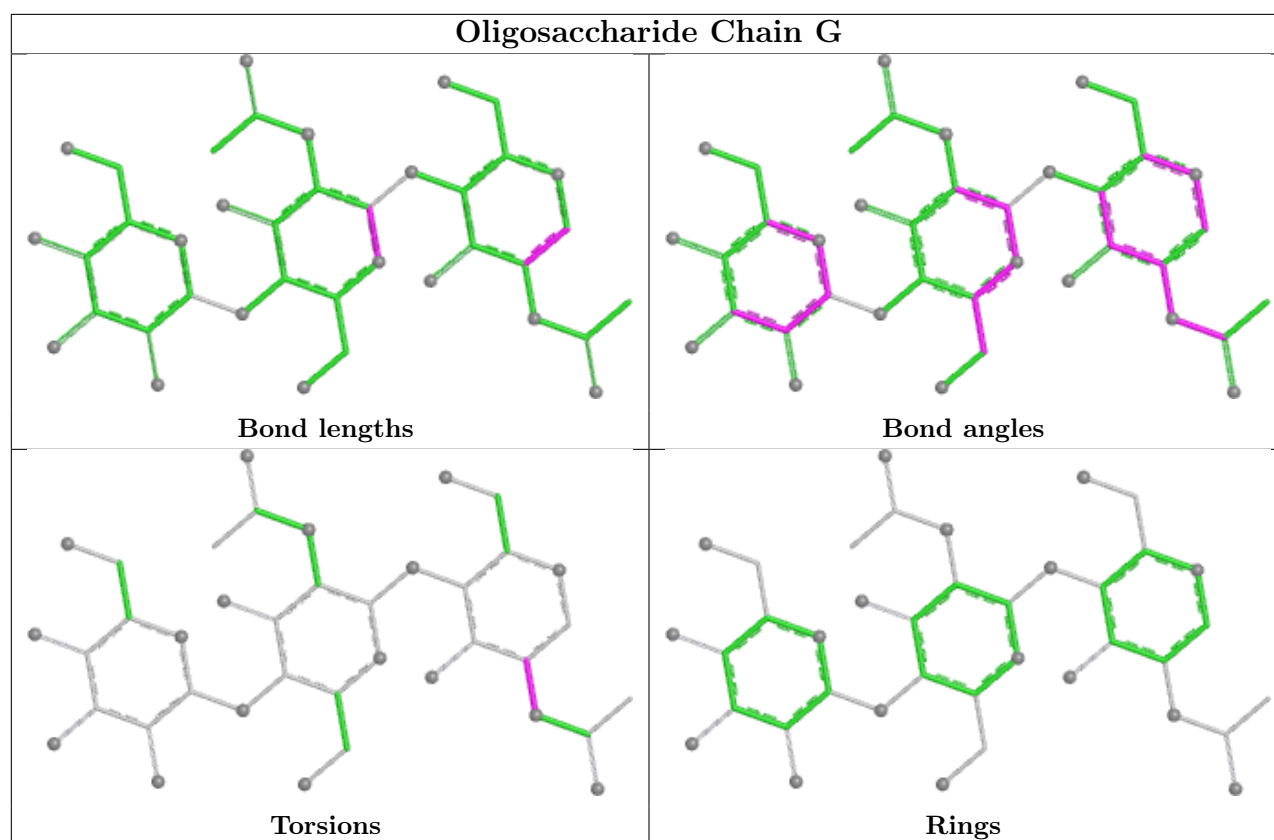 Oligosaccharide Chain G
Bond lengths
Bond angles
Torsions
Rings